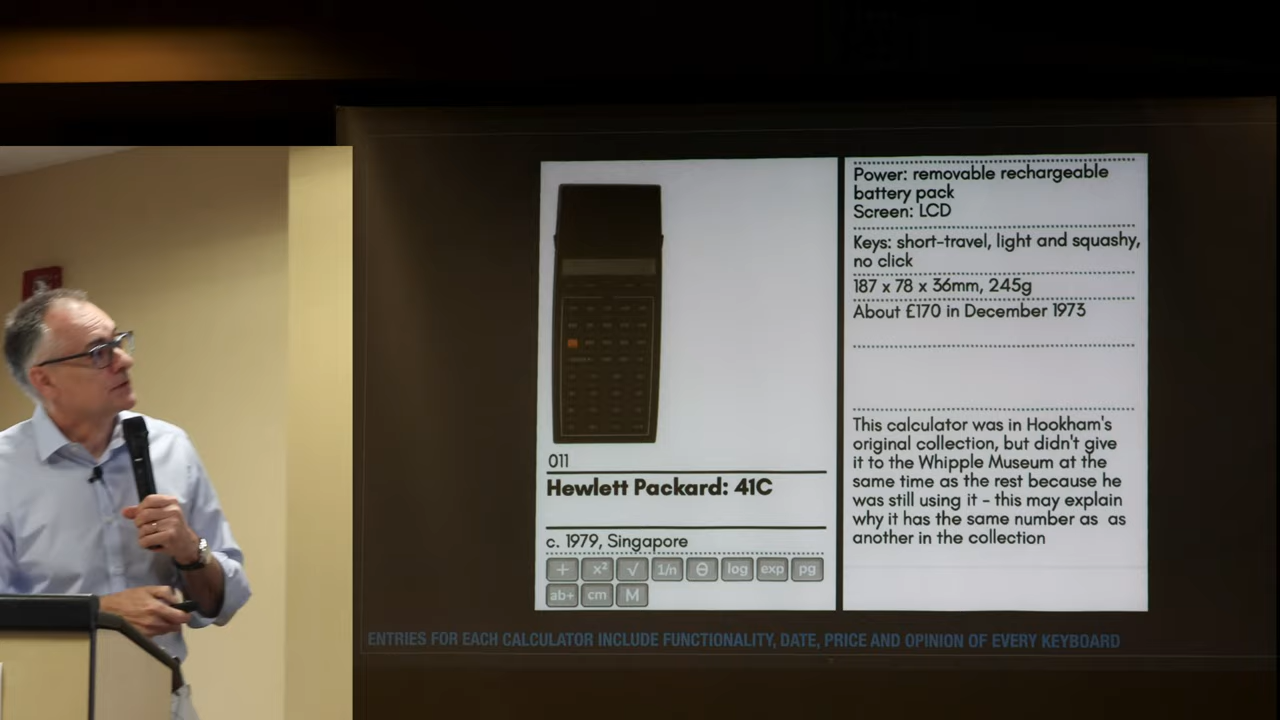 011
Hewlett Packard: 41C
c. 1979, Singapore
+ x² √ 1/n θ log exp pg
ab+ cm M
Power: removable rechargeable
battery pack
Screen: LCD
Keys: short-travel, light and squashy,
no click
187 x 78 x 36mm, 245g
About £170 in December 1973
This calculator was in Hookham's
original collection, but didn't give
it to the Whipple Museum at the
same time as the rest because he
was still using it - this may explain
why it has the same number as as
another in the collection
ENTRIES FOR EACH CALCULATOR INCLUDE FUNCTIONALITY, DATE, PRICE AND OPINION OF EVERY KEYBOARD